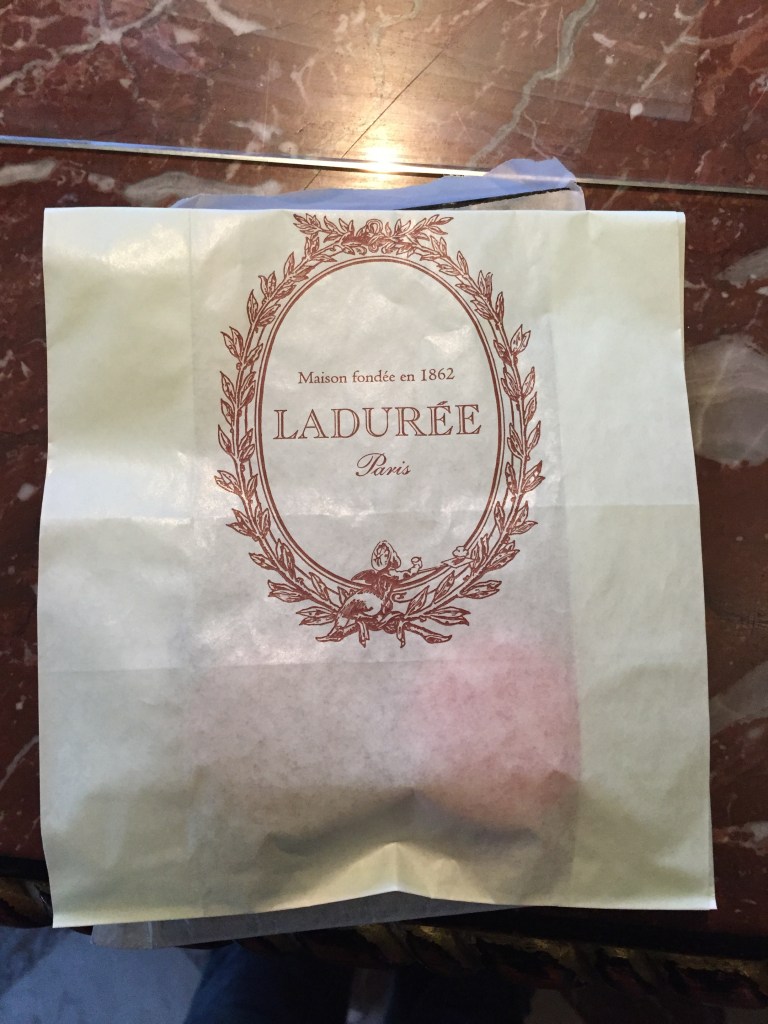 Maison fondée en 1862
LADURÉE
Paris